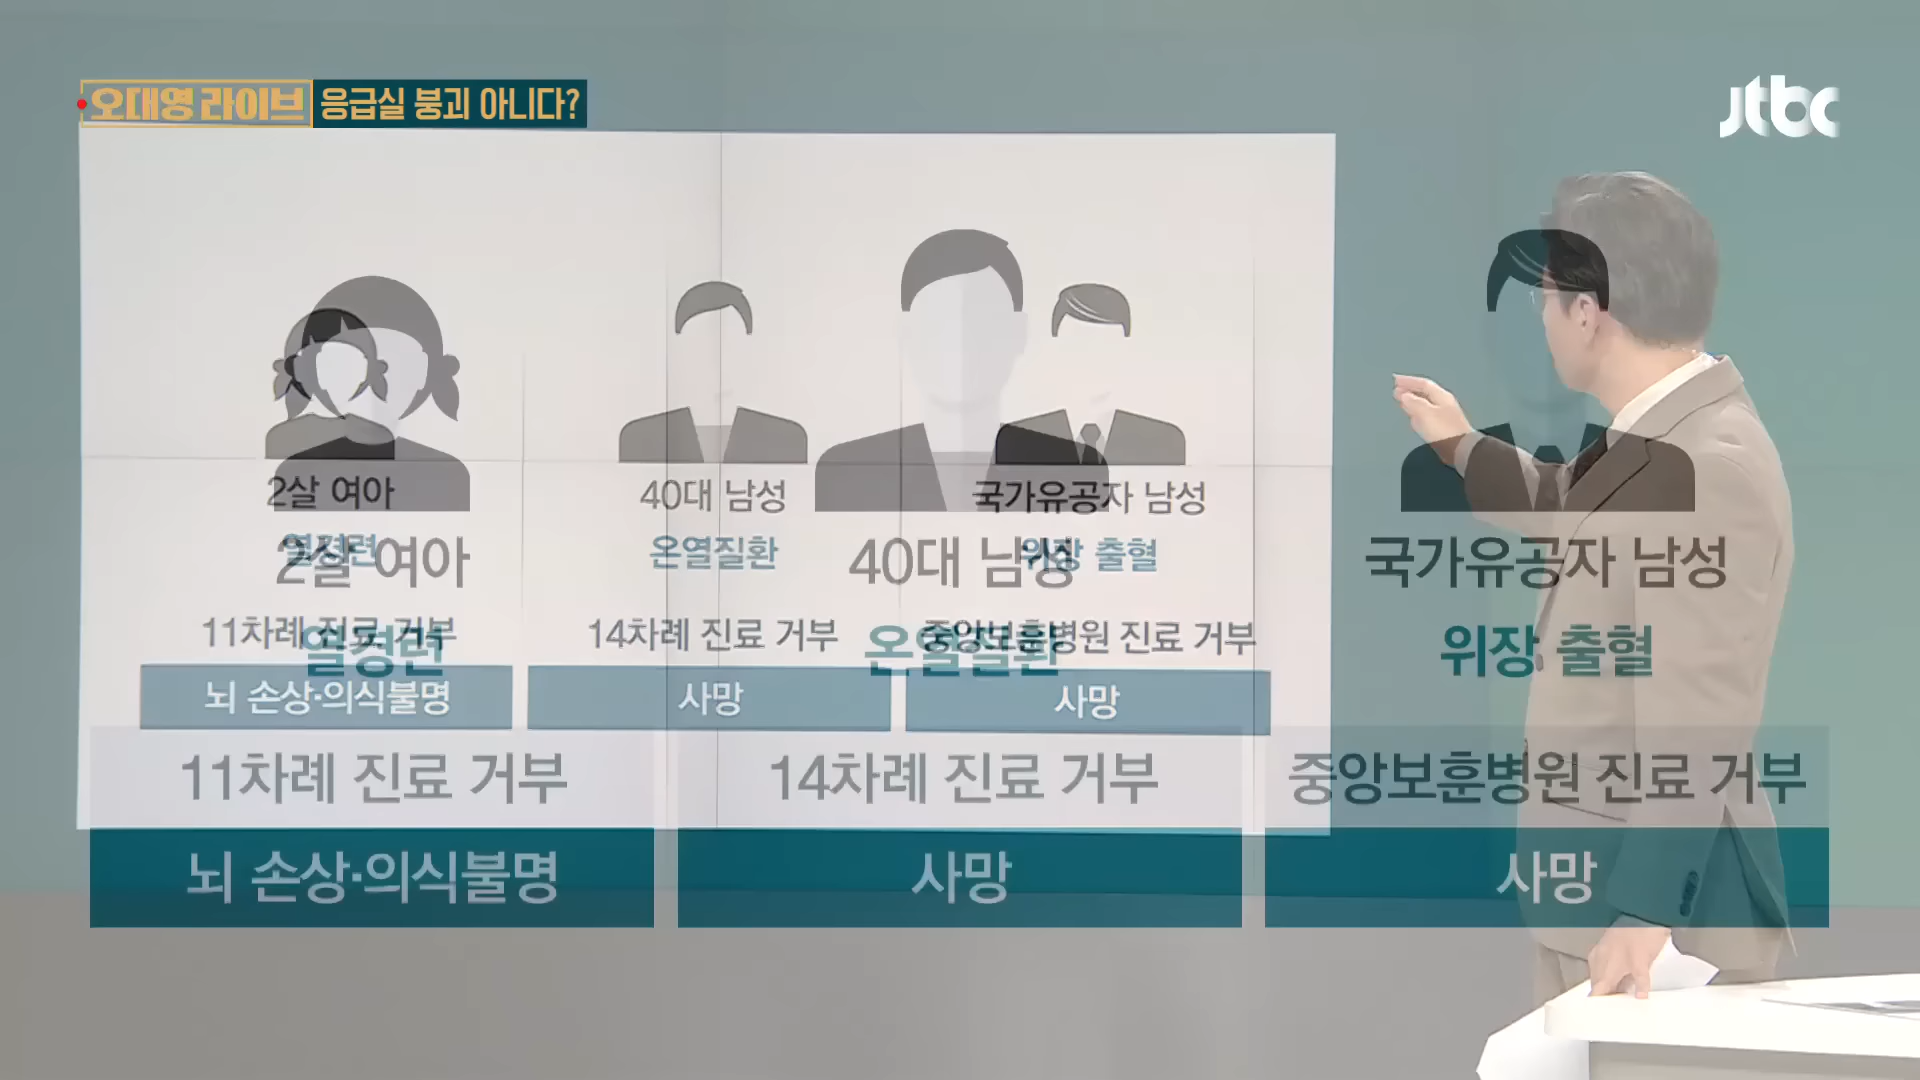 오대영 라이브 응급실 붕괴 아니다?
jtbc
2살 여아
열경련
11차례 진료 거부
뇌 손상·의식불명
40대 남성
온열질환
14차례 진료 거부
사망
국가유공자 남성
위장 출혈
중앙보훈병원 진료 거부
사망
2살 여아
열경련
11차례 진료 거부
뇌 손상·의식불명
40대 남성
온열질환
14차례 진료 거부
사망
국가유공자 남성
위장 출혈
중앙보훈병원 진료 거부
사망